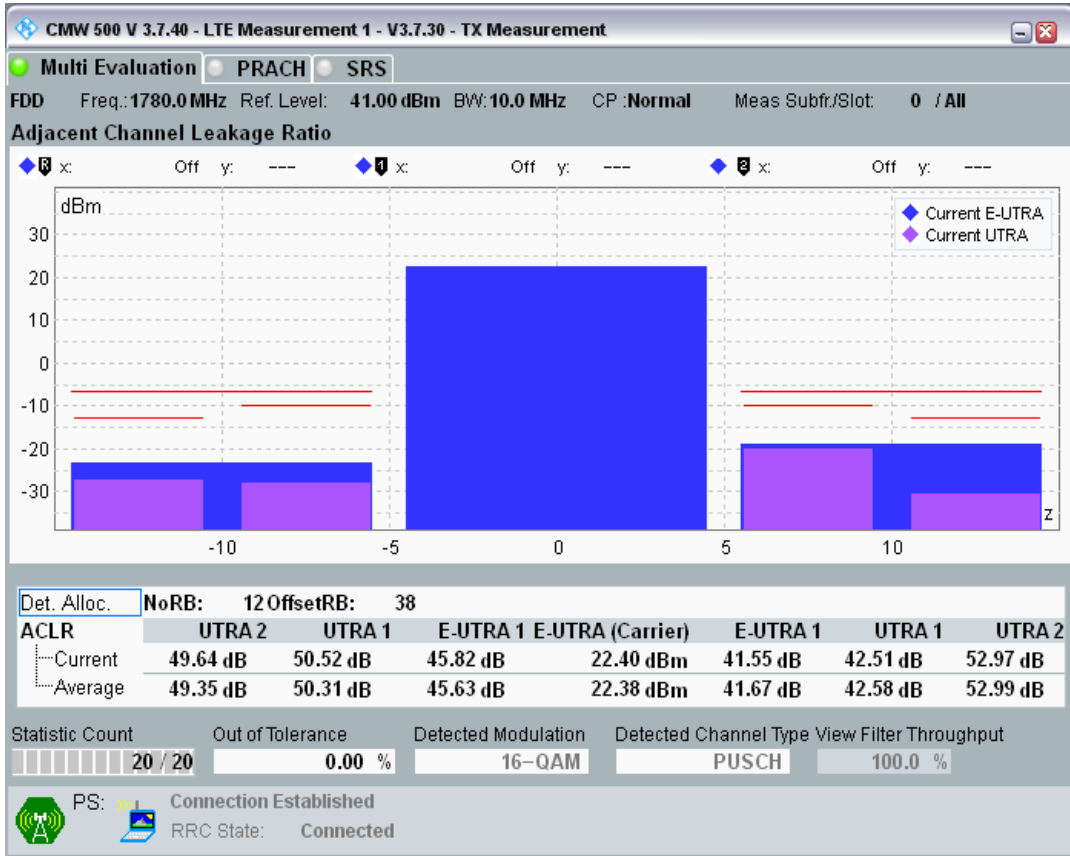 CMW 500 V 3.7.40 - LTE Measurement 1 - V3.7.30 - TX Measurement
Multi Evaluation PRACH SRS
FDD Freq.:1780.0 MHz Ref. Level: 41.00 dBm BW:10.0 MHz CP :Normal Meas Subfr./Slot: 0 / All
Adjacent Channel Leakage Ratio
R x: Off y: --- 1 x: Off y: --- 2 x: Off y: ---
dBm
Current E-UTRA
Current UTRA
30
20
10
0
-10
-20
-30
z
-10 -5 0 5 10
Det. Alloc. NoRB: 12 OffsetRB: 38
ACLR UTRA 2 UTRA 1 E-UTRA 1 E-UTRA (Carrier) E-UTRA 1 UTRA 1 UTRA 2
Current 49.64 dB 50.52 dB 45.82 dB 22.40 dBm 41.55 dB 42.51 dB 52.97 dB
Average 49.35 dB 50.31 dB 45.63 dB 22.38 dBm 41.67 dB 42.58 dB 52.99 dB
Statistic Count Out of Tolerance Detected Modulation Detected Channel Type View Filter Throughput
20 / 20 0.00 % 16-QAM PUSCH 100.0 %
PS: Connection Established
RRC State: Connected